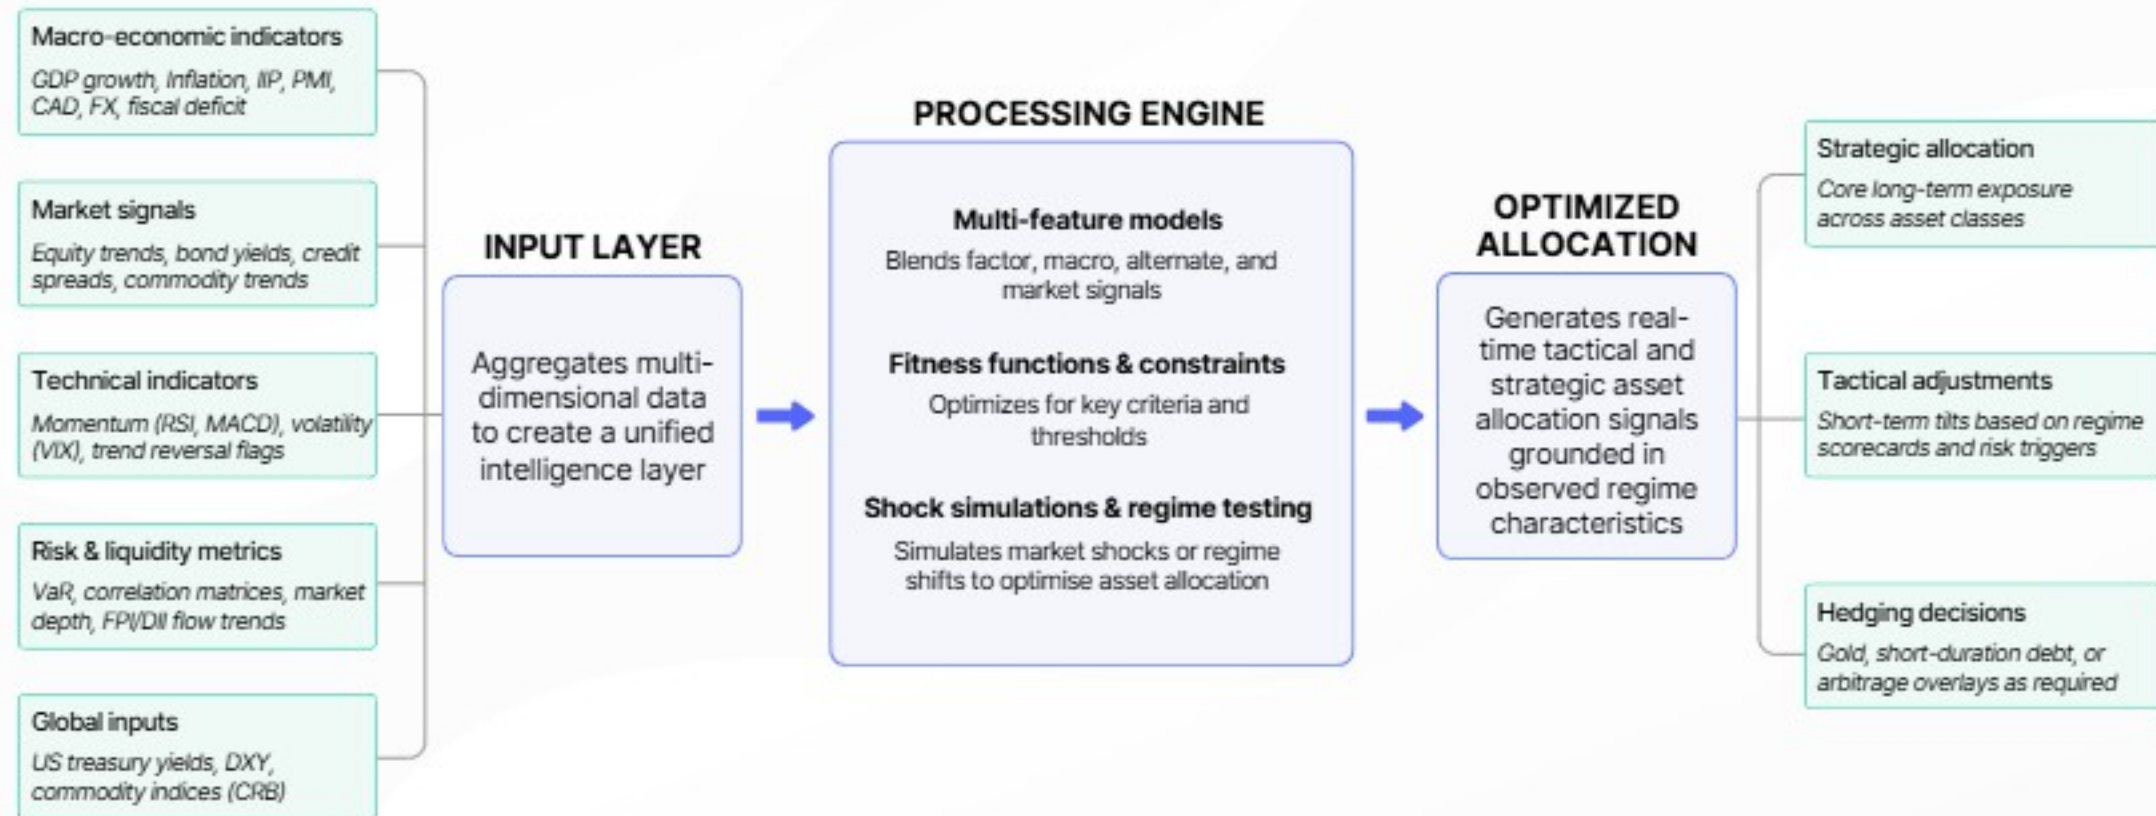 Macro-economic indicators
GDP growth, Inflation, IIP, PMI,
CAD, FX, fiscal deficit
Market signals
Equity trends, bond yields, credit
spreads, commodity trends
Technical indicators
Momentum (RSI, MACD), volatility
(VIX), trend reversal flags
Risk & liquidity metrics
VaR, correlation matrices, market
depth, FPI/DII flow trends
Global inputs
US treasury yields, DXY,
commodity indices (CRB)
INPUT LAYER
Aggregates multi-
dimensional data
to create a unified
intelligence layer
PROCESSING ENGINE
Multi-feature models
Blends factor, macro, alternate, and
market signals
Fitness functions & constraints
Optimizes for key criteria and
thresholds
Shock simulations & regime testing
Simulates market shocks or regime
shifts to optimise asset allocation
OPTIMIZED
ALLOCATION
Generates real-
time tactical and
strategic asset
allocation signals
grounded in
observed regime
characteristics
Strategic allocation
Core long-term exposure
across asset classes
Tactical adjustments
Short-term tilts based on regime
scorecards and risk triggers
Hedging decisions
Gold, short-duration debt, or
arbitrage overlays as required